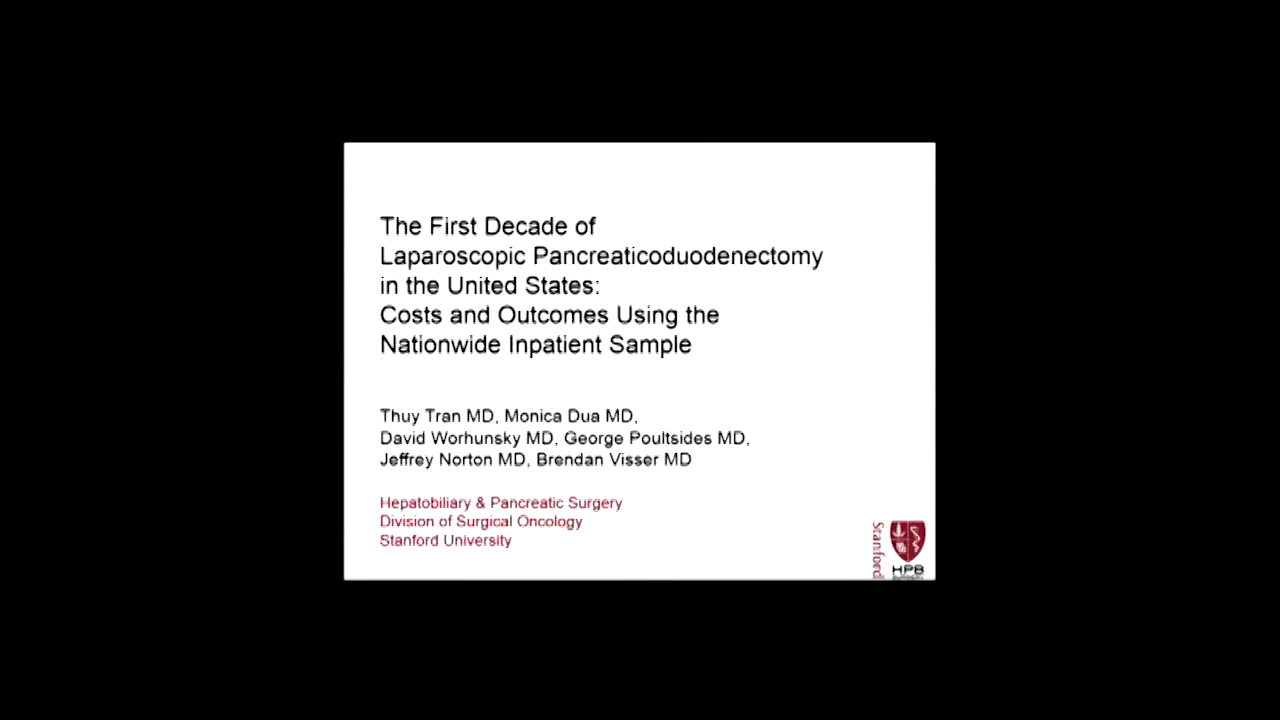 The First Decade of
Laparoscopic Pancreaticoduodenectomy
in the United States:
Costs and Outcomes Using the
Nationwide Inpatient Sample
Thuy Tran MD, Monica Dua MD,
David Worhunsky MD, George Poultsides MD,
Jeffrey Norton MD, Brendan Visser MD
Hepatobiliary & Pancreatic Surgery
Division of Surgical Oncology
Stanford University
Stanford
HPB
SURGERY